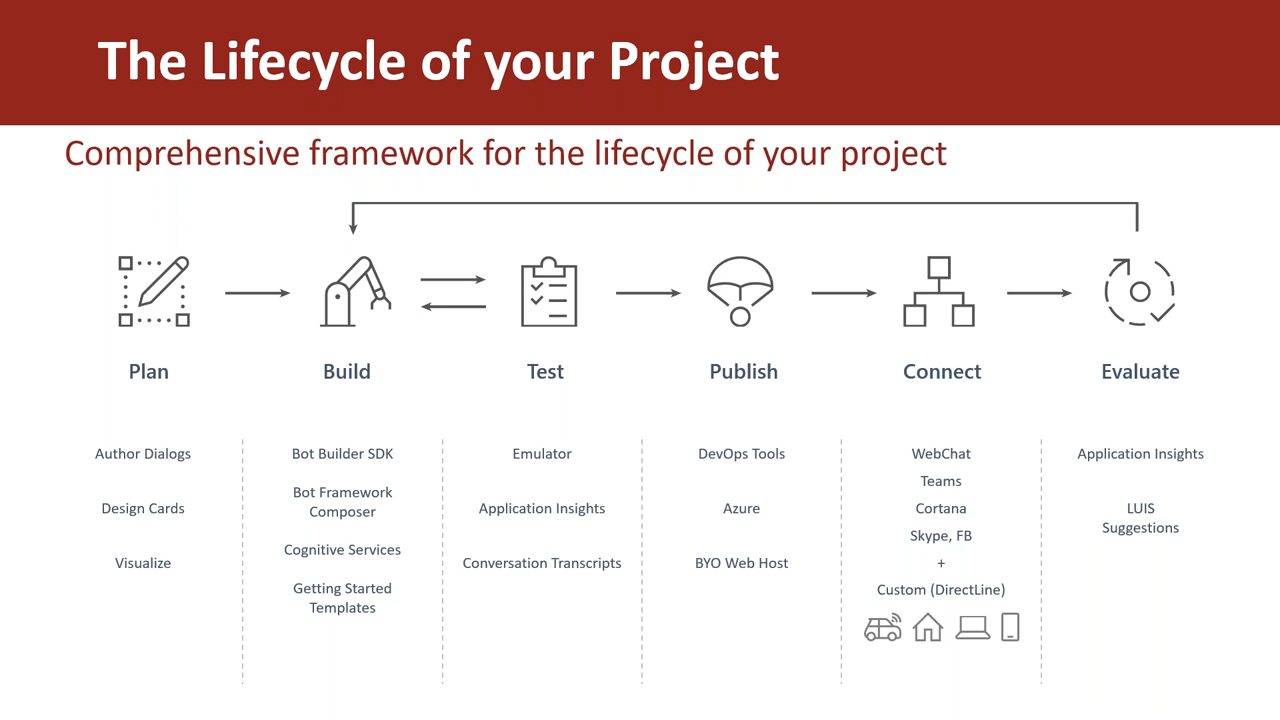 The Lifecycle of your Project
Comprehensive framework for the lifecycle of your project
Plan
Build
Test
Publish
Connect
Evaluate
Author Dialogs
Design Cards
Visualize
Bot Builder SDK
Bot Framework
Composer
Cognitive Services
Getting Started
Templates
Emulator
Application Insights
Conversation Transcripts
DevOps Tools
Azure
BYO Web Host
WebChat
Teams
Cortana
Skype, FB
+
Custom (DirectLine)
Application Insights
LUIS
Suggestions